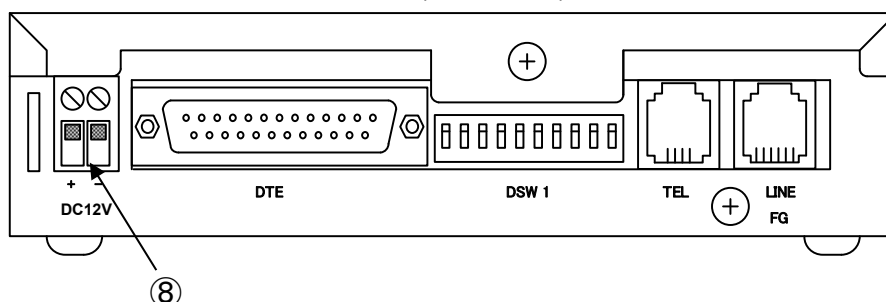 + −
DC12V
DTE
DSW 1
TEL
LINE
FG
⑧